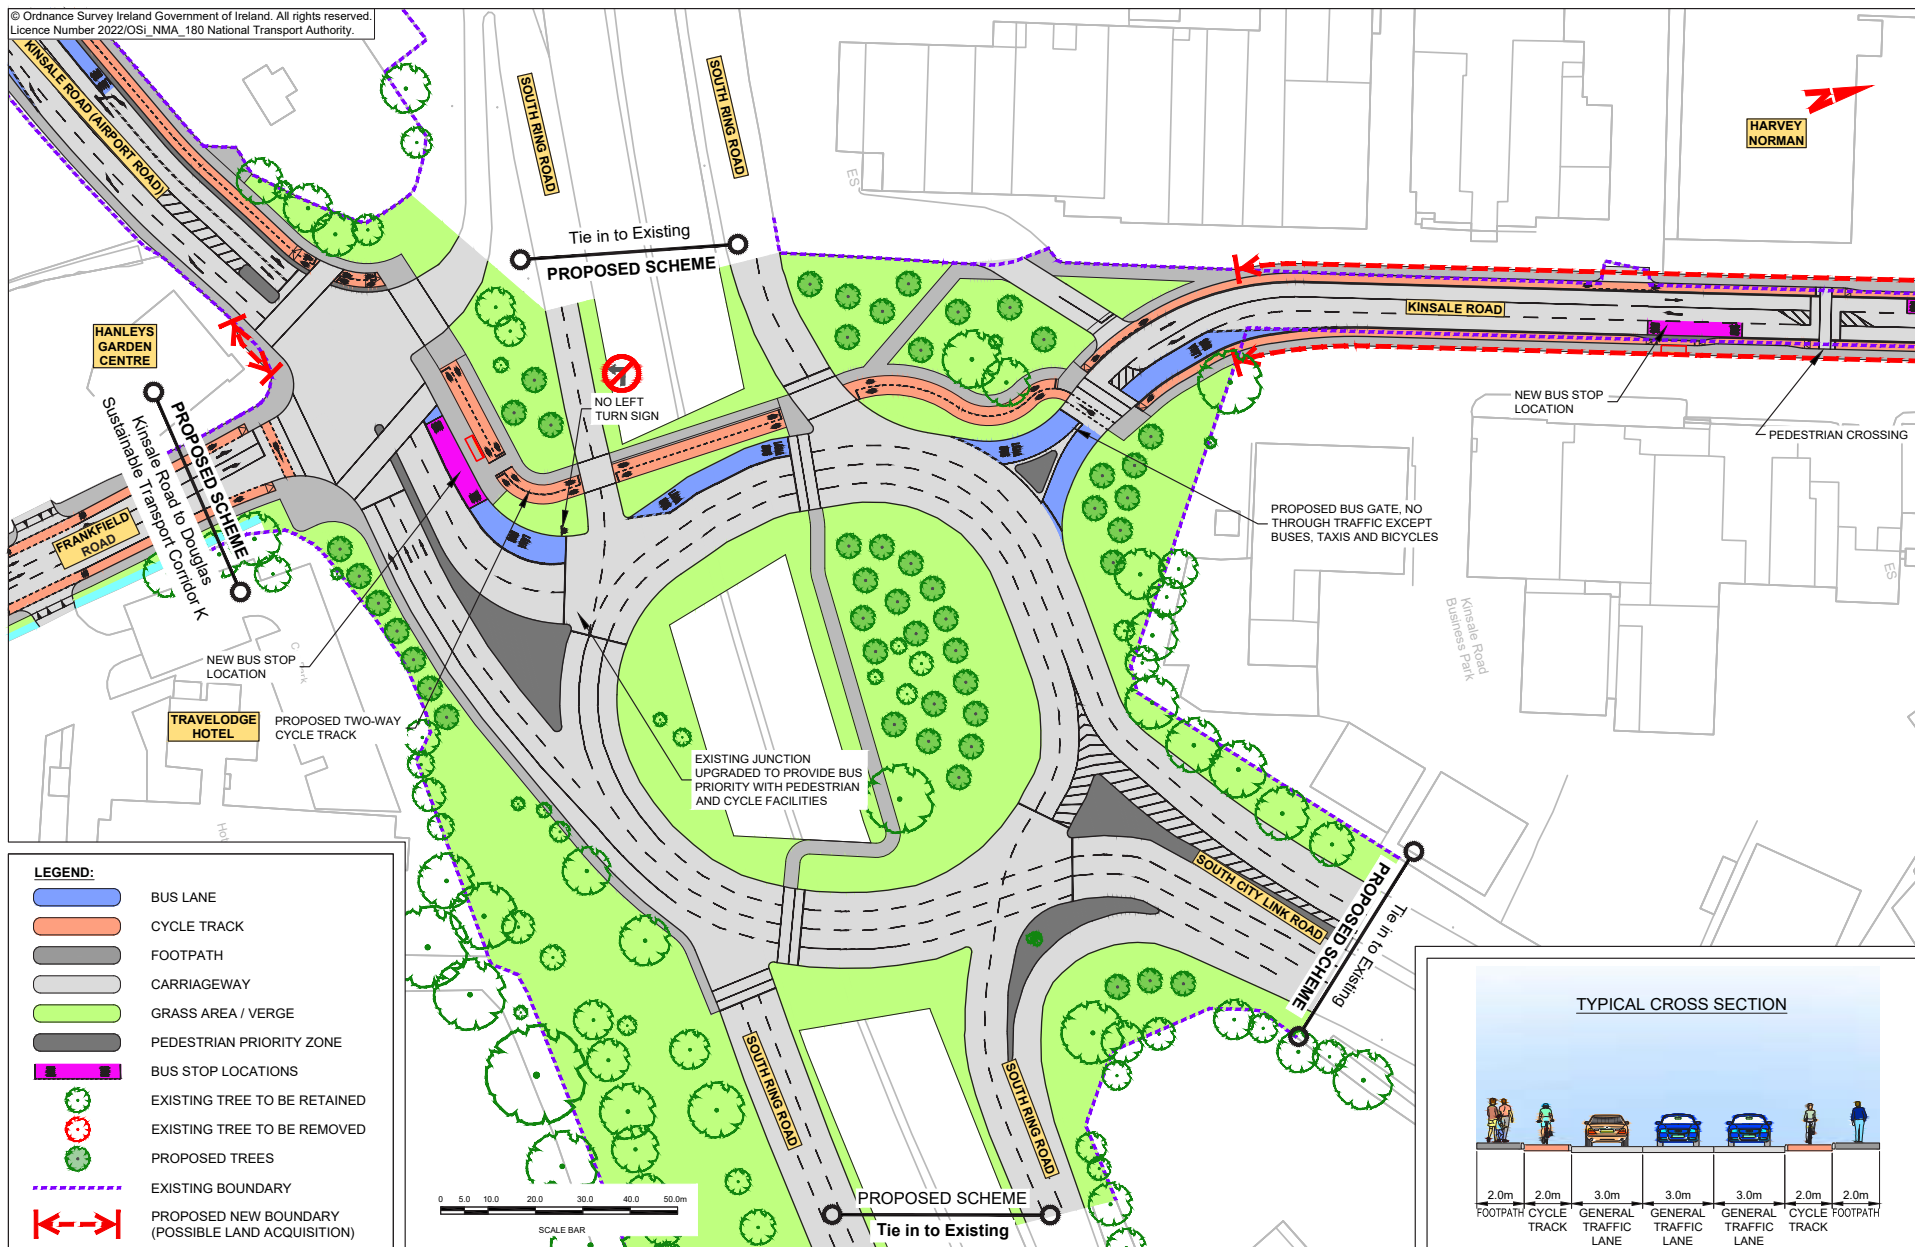 © Ordnance Survey Ireland Government of Ireland. All rights reserved.
Licence Number 2022/OSi_NMA_180 National Transport Authority.
KINSALE ROAD (AIRPORT ROAD)
SOUTH RING ROAD
SOUTH RING ROAD
Tie in to Existing
PROPOSED SCHEME
ES
N
HARVEY
NORMAN
KINSALE ROAD
HANLEYS
GARDEN
CENTRE
NO LEFT
TURN SIGN
NEW BUS STOP
LOCATION
PEDESTRIAN CROSSING
PROPOSED SCHEME
Kinsale Road to Douglas
Sustainable Transport Corridor K
FRANKFIELD
ROAD
PROPOSED BUS GATE, NO
THROUGH TRAFFIC EXCEPT
BUSES, TAXIS AND BICYCLES
ES
Kinsale Road
Business Park
NEW BUS STOP
LOCATION
TRAVELODGE
HOTEL
PROPOSED TWO-WAY
CYCLE TRACK
EXISTING JUNCTION
UPGRADED TO PROVIDE BUS
PRIORITY WITH PEDESTRIAN
AND CYCLE FACILITIES
SOUTH CITY LINK ROAD
PROPOSED SCHEME
Tie in to Existing
SOUTH RING ROAD
SOUTH RING ROAD
PROPOSED SCHEME
Tie in to Existing
LEGEND:
BUS LANE
CYCLE TRACK
FOOTPATH
CARRIAGEWAY
GRASS AREA / VERGE
PEDESTRIAN PRIORITY ZONE
BUS STOP LOCATIONS
EXISTING TREE TO BE RETAINED
EXISTING TREE TO BE REMOVED
PROPOSED TREES
EXISTING BOUNDARY
PROPOSED NEW BOUNDARY
(POSSIBLE LAND ACQUISITION)
0 5.0 10.0 20.0 30.0 40.0 50.0m
SCALE BAR
TYPICAL CROSS SECTION
2.0m 2.0m 3.0m 3.0m 3.0m 2.0m 2.0m
FOOTPATH CYCLE TRACK GENERAL TRAFFIC LANE GENERAL TRAFFIC LANE GENERAL TRAFFIC LANE CYCLE TRACK FOOTPATH